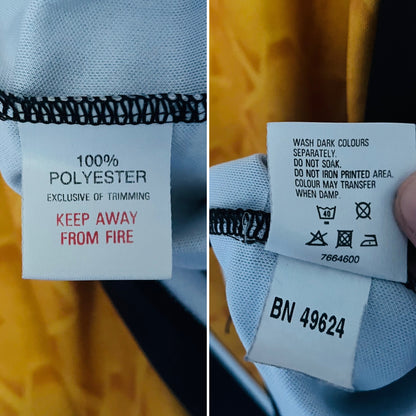 100%
POLYESTER
EXCLUSIVE OF TRIMMING
KEEP AWAY
FROM FIRE
WASH DARK COLOURS
SEPARATELY.
DO NOT SOAK.
DO NOT IRON PRINTED AREA.
COLOUR MAY TRANSFER
WHEN DAMP.
40
7664600
BN 49624